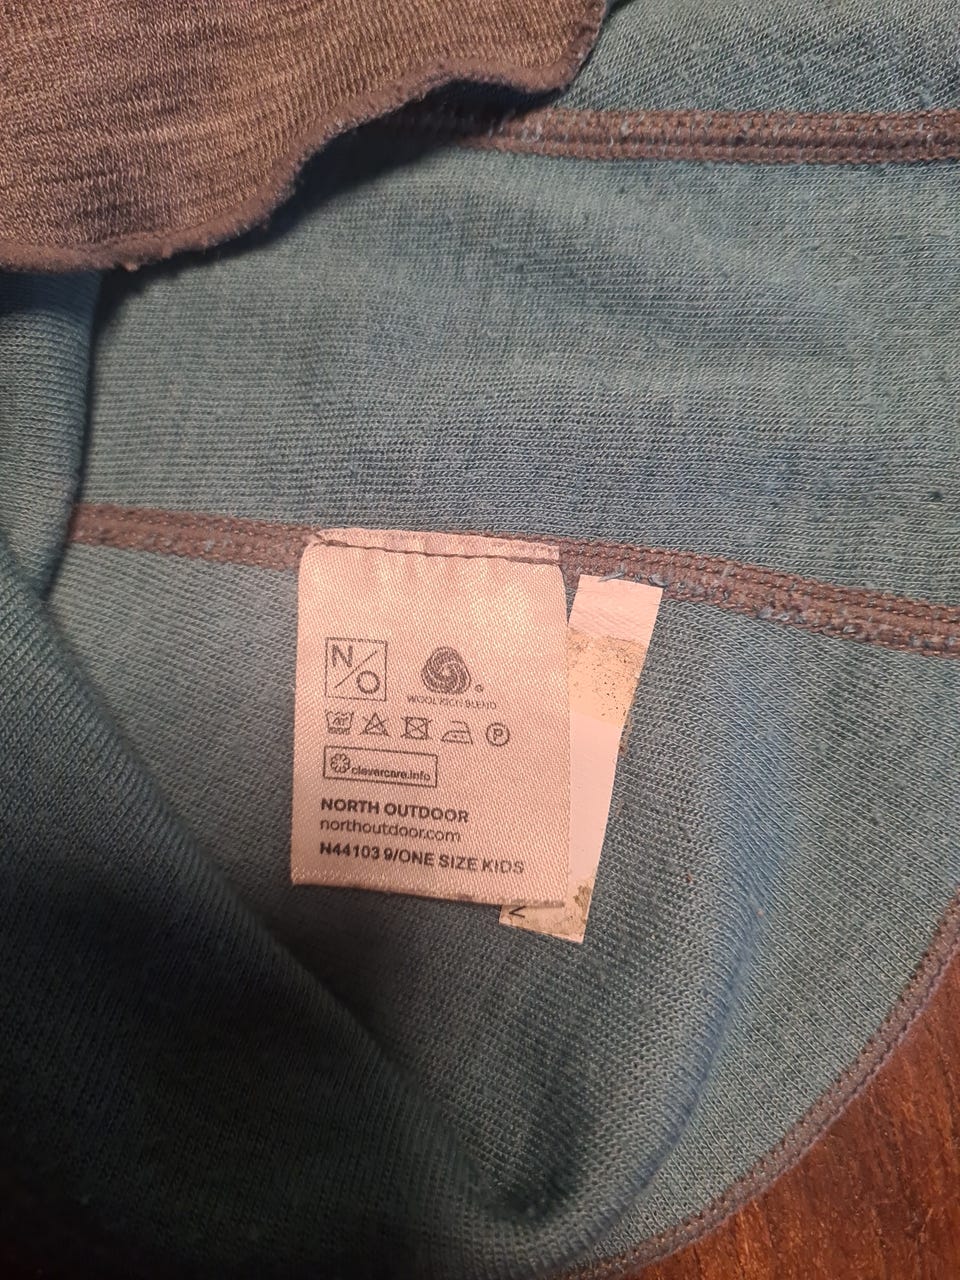 N/O
WOOL RICH BLEND
P
clevercare.info
NORTH OUTDOOR
northoutdoor.com
N44103 9/ONE SIZE KIDS